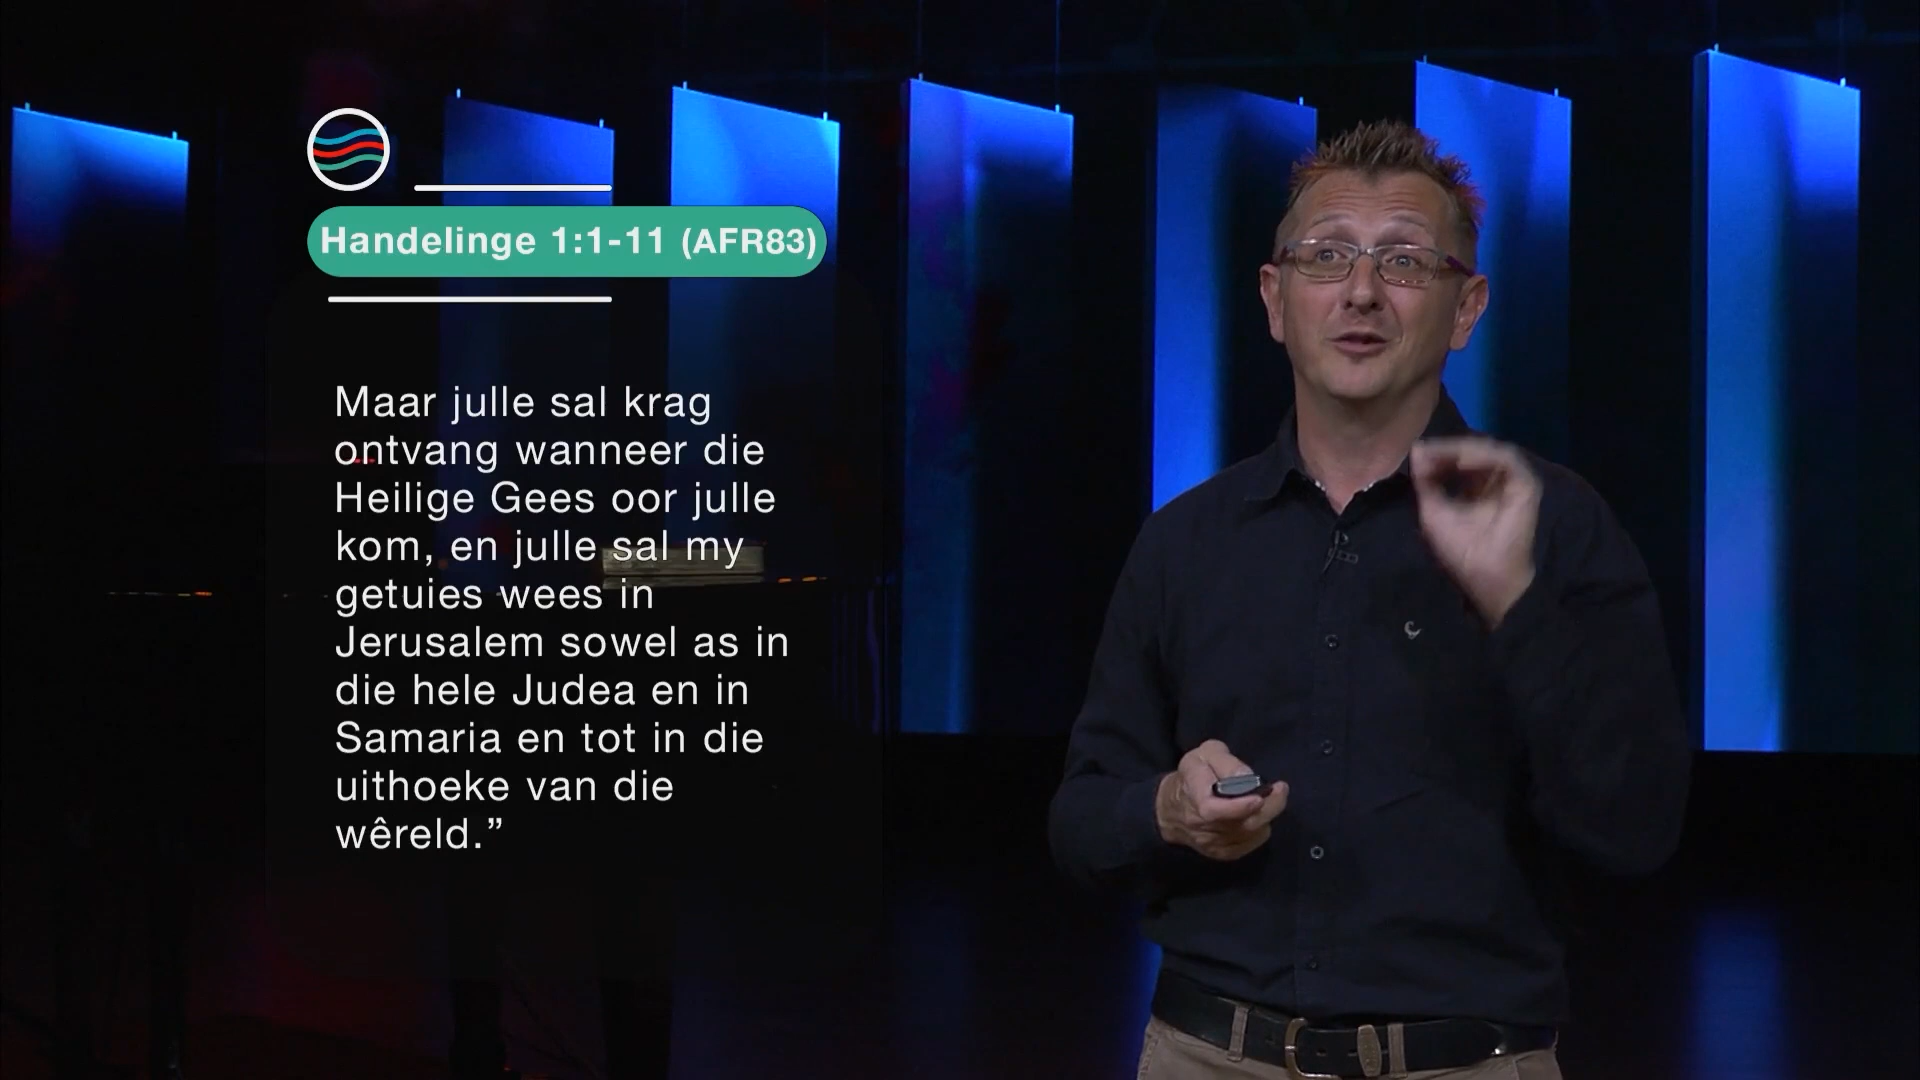 Handelinge 1:1-11 (AFR83)
Maar julle sal krag
ontvang wanneer die
Heilige Gees oor julle
kom, en julle sal my
getuies wees in
Jerusalem sowel as in
die hele Judea en in
Samaria en tot in die
uithoeke van die
wêreld.”